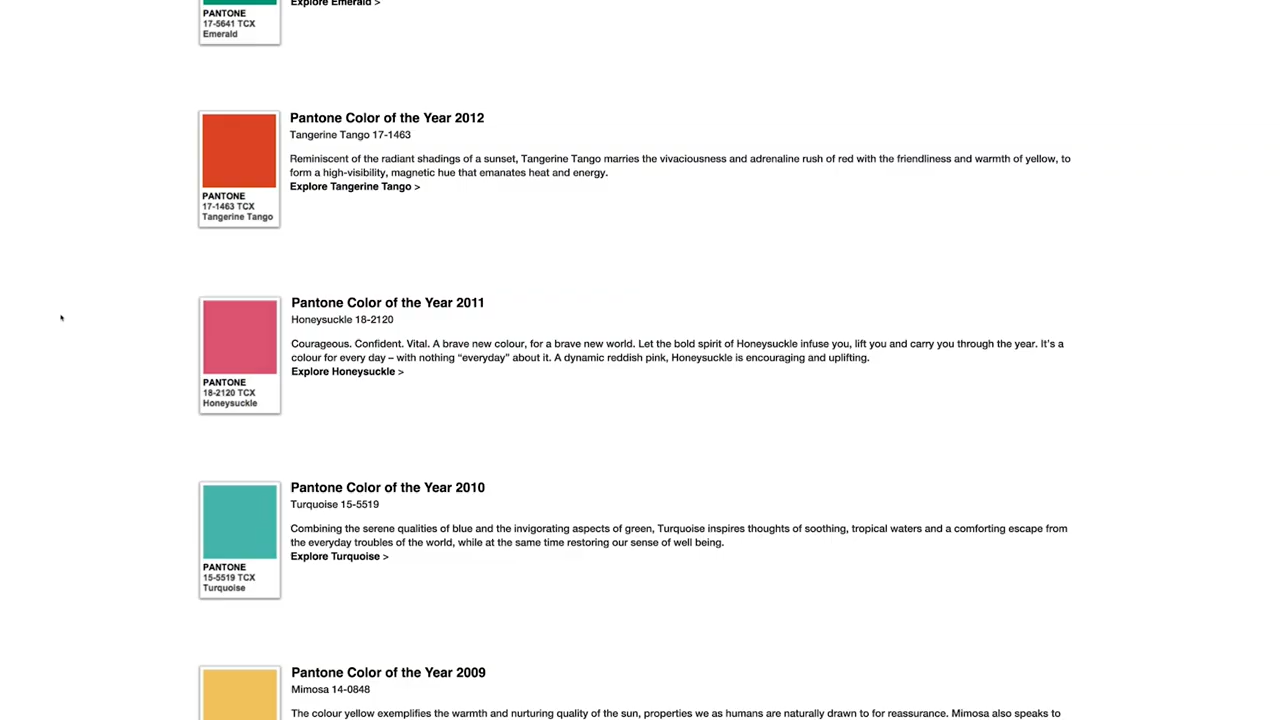 Explore Emerald >
PANTONE
17-5641 TCX
Emerald
Pantone Color of the Year 2012
Tangerine Tango 17-1463
Reminiscent of the radiant shadings of a sunset, Tangerine Tango marries the vivaciousness and adrenaline rush of red with the friendliness and warmth of yellow, to
form a high-visibility, magnetic hue that emanates heat and energy.
Explore Tangerine Tango >
PANTONE
17-1463 TCX
Tangerine Tango
Pantone Color of the Year 2011
Honeysuckle 18-2120
Courageous. Confident. Vital. A brave new colour, for a brave new world. Let the bold spirit of Honeysuckle infuse you, lift you and carry you through the year. It's a
colour for every day – with nothing “everyday” about it. A dynamic reddish pink, Honeysuckle is encouraging and uplifting.
Explore Honeysuckle >
PANTONE
18-2120 TCX
Honeysuckle
Pantone Color of the Year 2010
Turquoise 15-5519
Combining the serene qualities of blue and the invigorating aspects of green, Turquoise inspires thoughts of soothing, tropical waters and a comforting escape from
the everyday troubles of the world, while at the same time restoring our sense of well being.
Explore Turquoise >
PANTONE
15-5519 TCX
Turquoise
Pantone Color of the Year 2009
Mimosa 14-0848
The colour yellow exemplifies the warmth and nurturing quality of the sun, properties we as humans are naturally drawn to for reassurance. Mimosa also speaks to